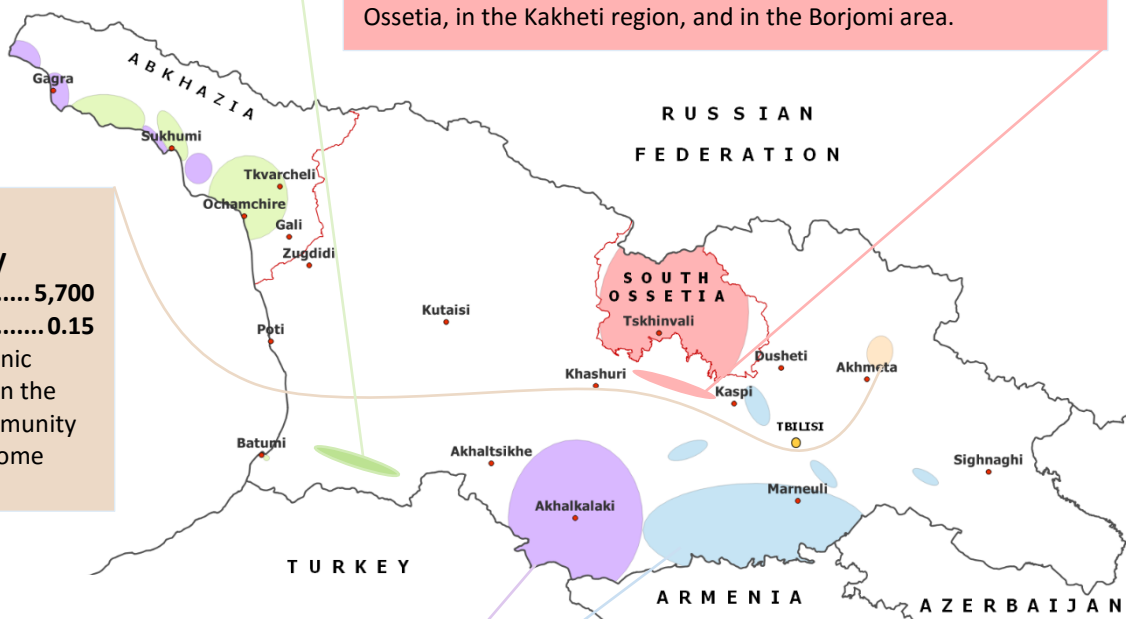 Ossetia, in the Kakheti region, and in the Borjomi area.
ABKHAZIA
Gagra
RUSSIAN
FEDERATION
Sukhumi
Tkvarcheli
Ochamchire
Gali
Zugdidi
..... 5,700
....... 0.15
nic
n the
munity
ome
SOUTH
OSSETIA
Tskhinvali
Kutaisi
Poti
Dusheti
Akhmeta
Khashuri
Kaspi
TBILISI
Batumi
Akhaltsikhe
Sighnaghi
Marneuli
Akhalkalaki
TURKEY
ARMENIA
AZERBAIJAN